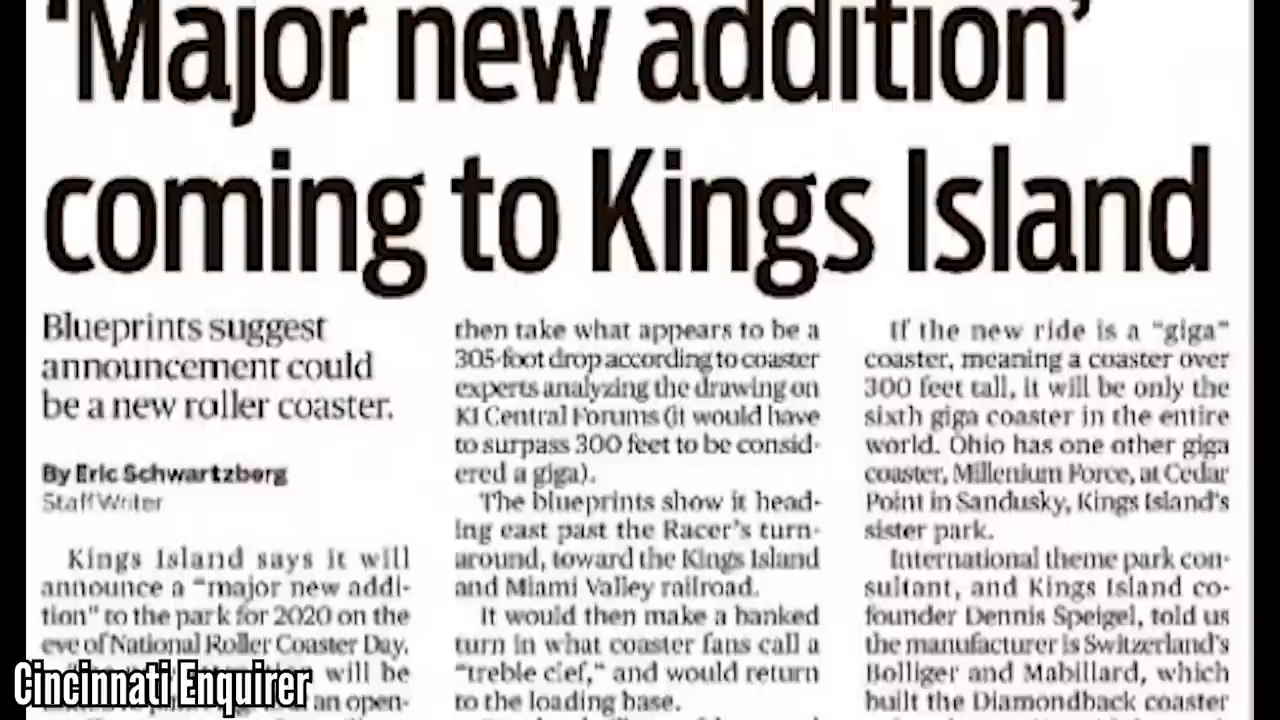 'Major new addition'
coming to Kings Island
Blueprints suggest
announcement could
be a new roller coaster.
By Eric Schwartzberg
Staff Writer
Kings Island says it will
announce a "major new addi-
tion" to the park for 2020 on the
eve of National Roller Coaster Day.
will be
an open-
then take what appears to be a
305-foot drop according to coaster
experts analyzing the drawing on
KI Central Forums (it would have
to surpass 300 feet to be consid-
ered a giga).
The blueprints show it head-
ing east past the Racer's turn-
around, toward the Kings Island
and Miami Valley railroad.
It would then make a banked
turn in what coaster fans call a
"treble clef," and would return
to the loading base.
If the new ride is a "giga"
coaster, meaning a coaster over
300 feet tall, it will be only the
sixth giga coaster in the entire
world. Ohio has one other giga
coaster, Millenium Force, at Cedar
Point in Sandusky, Kings Island's
sister park.
International theme park con-
sultant, and Kings Island co-
founder Dennis Speigel, told us
the manufacturer is Switzerland's
Bolliger and Mabillard, which
built the Diamondback coaster
Cincinnati Enquirer